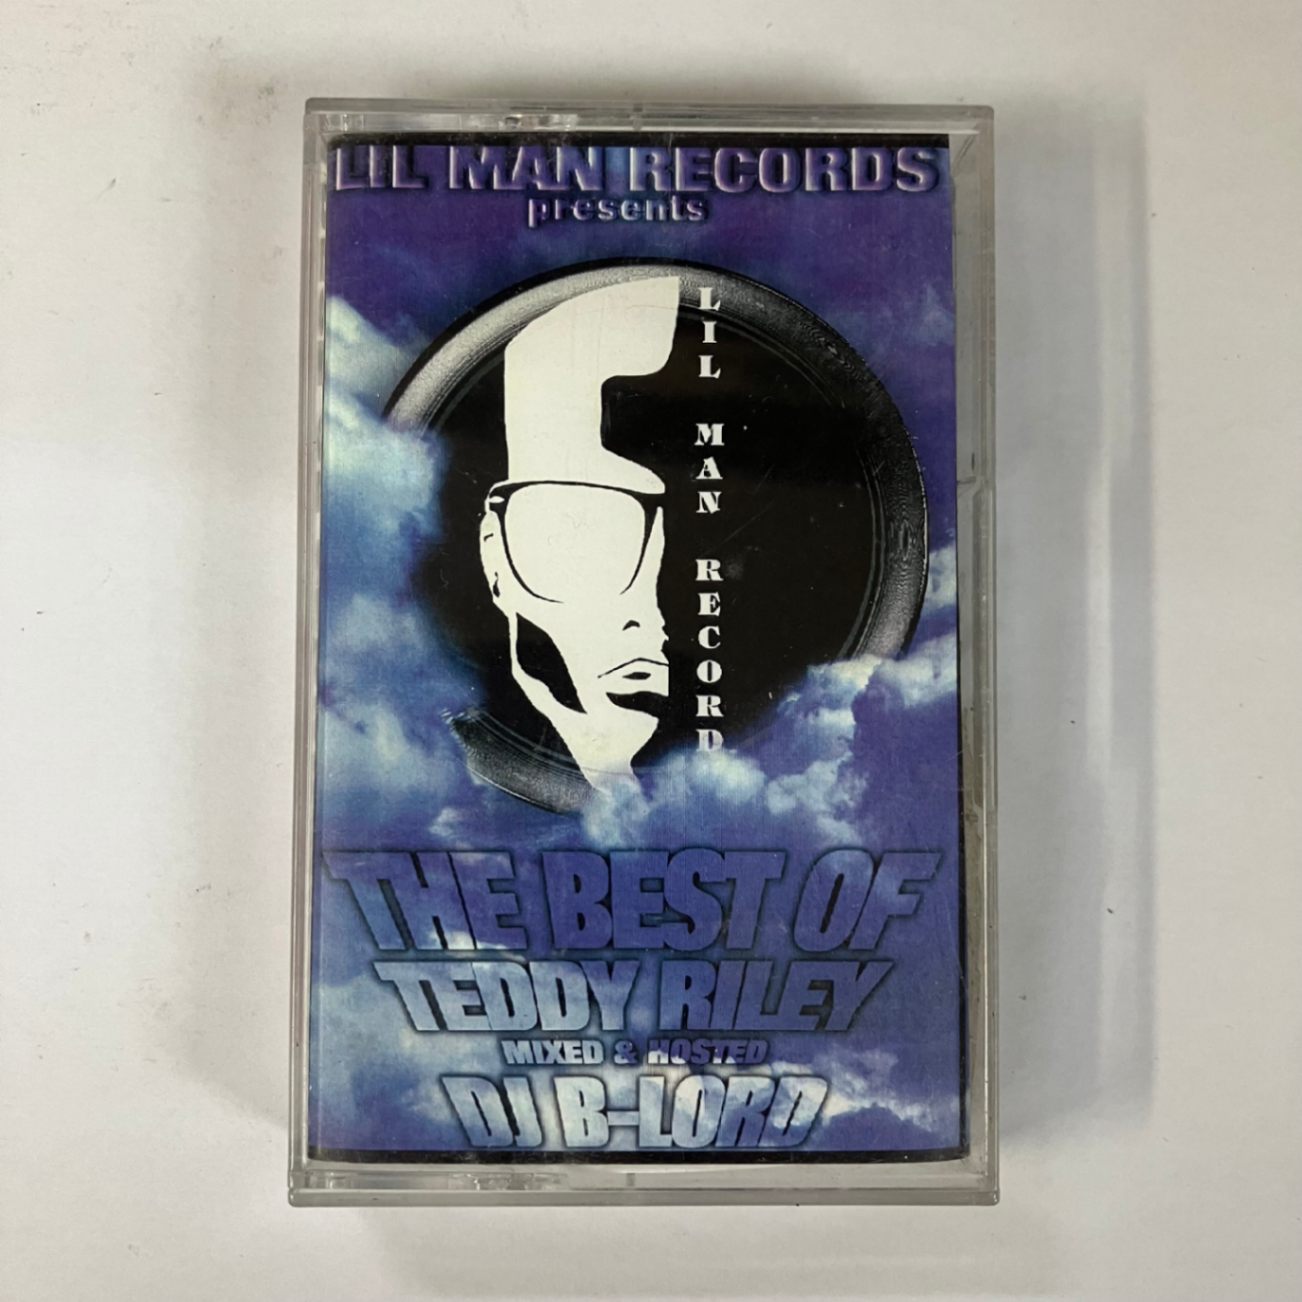 LIL MAN RECORDS
presents
LIL MAN RECORD
THE BEST OF
TEDDY RILEY
MIXED & HOSTED
DJ B-LORD